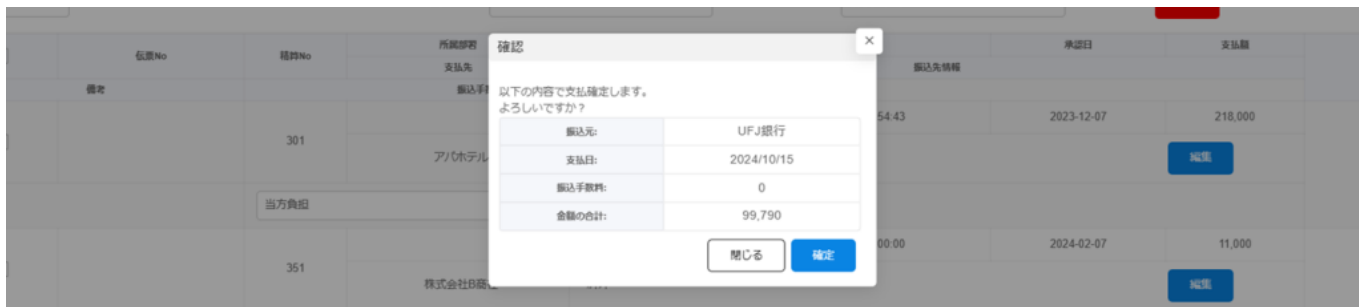 確認
×
以下の内容で支払確定します。
よろしいですか？
振込元: UFJ銀行
支払日: 2024/10/15
振込手数料: 0
金額の合計: 99,790
閉じる 確定
伝票No 精算No 所属部署 承認日 支払額
支払先 振込先情報
備考 振込手
54:43 2023-12-07 218,000
301
アパホテル 編集
当方負担
00:00 2024-02-07 11,000
351
株式会社B商 編集